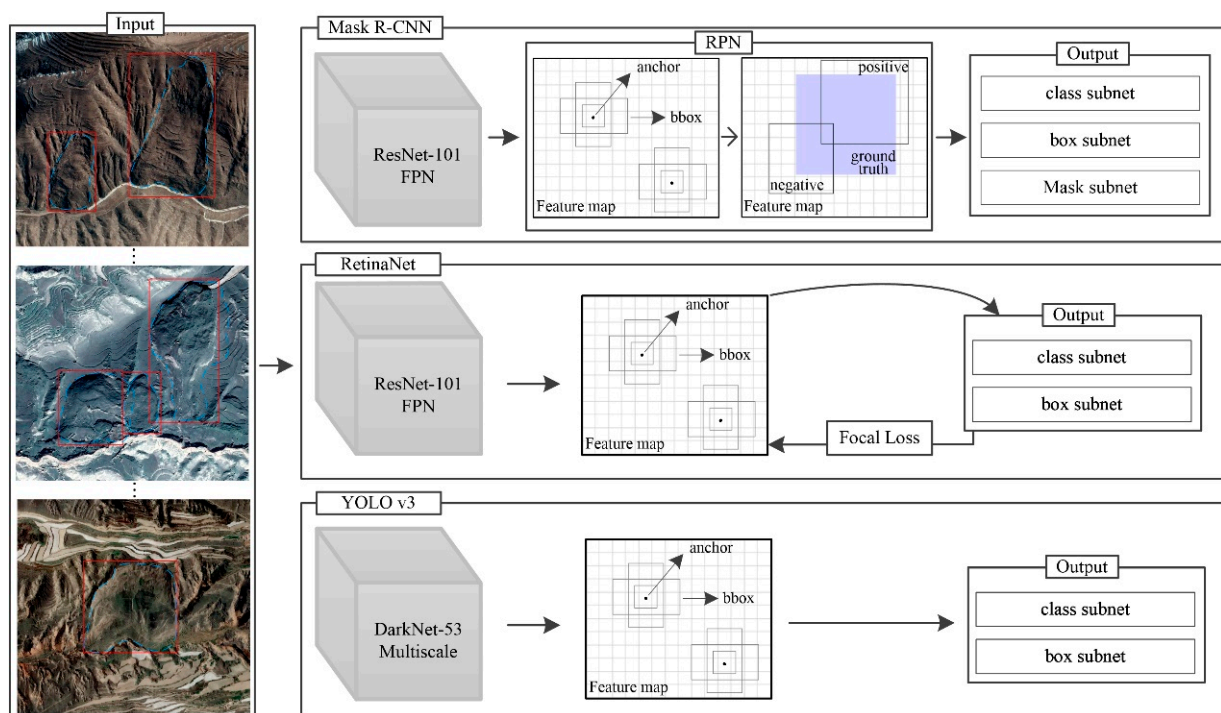 Input
Mask R-CNN
ResNet-101
FPN
RPN
anchor
bbox
Feature map
positive
ground
truth
negative
Feature map
Output
class subnet
box subnet
Mask subnet
RetinaNet
ResNet-101
FPN
anchor
bbox
Feature map
Output
class subnet
box subnet
Focal Loss
YOLO v3
DarkNet-53
Multiscale
anchor
bbox
Feature map
Output
class subnet
box subnet